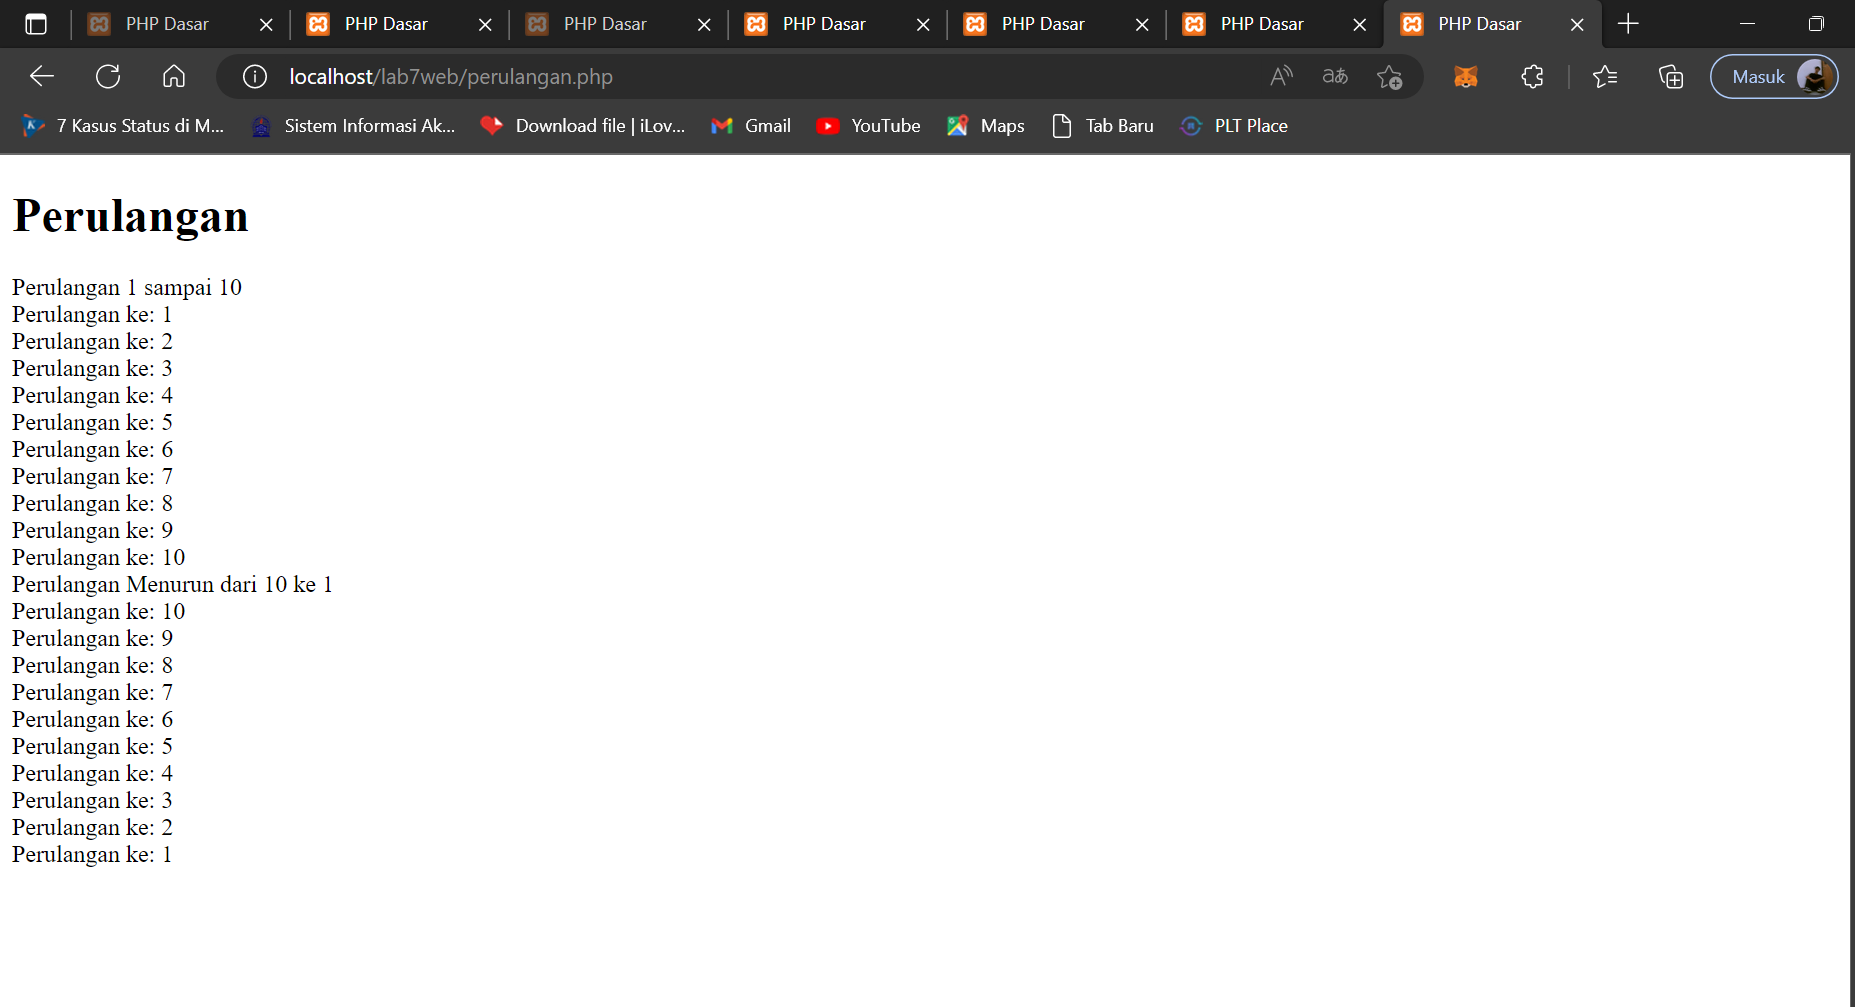 PHP Dasar PHP Dasar PHP Dasar PHP Dasar PHP Dasar PHP Dasar PHP Dasar
localhost/lab7web/perulangan.php
Masuk
7 Kasus Status di M... Sistem Informasi Ak... Download file | iLov... Gmail YouTube Maps Tab Baru PLT Place
Perulangan
Perulangan 1 sampai 10
Perulangan ke: 1
Perulangan ke: 2
Perulangan ke: 3
Perulangan ke: 4
Perulangan ke: 5
Perulangan ke: 6
Perulangan ke: 7
Perulangan ke: 8
Perulangan ke: 9
Perulangan ke: 10
Perulangan Menurun dari 10 ke 1
Perulangan ke: 10
Perulangan ke: 9
Perulangan ke: 8
Perulangan ke: 7
Perulangan ke: 6
Perulangan ke: 5
Perulangan ke: 4
Perulangan ke: 3
Perulangan ke: 2
Perulangan ke: 1